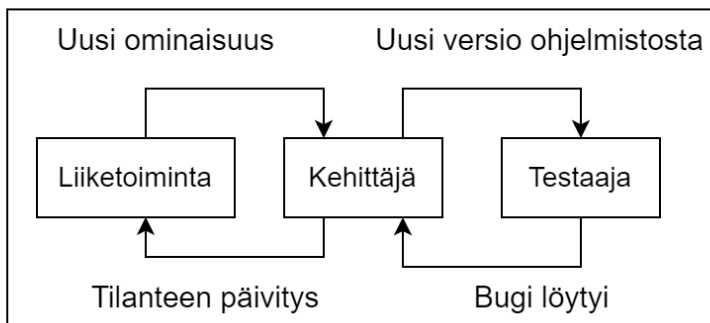 Uusi ominaisuus
Uusi versio ohjelmistosta
Liiketoiminta
Kehittäjä
Testaaja
Tilanteen päivitys
Bugi löytyi